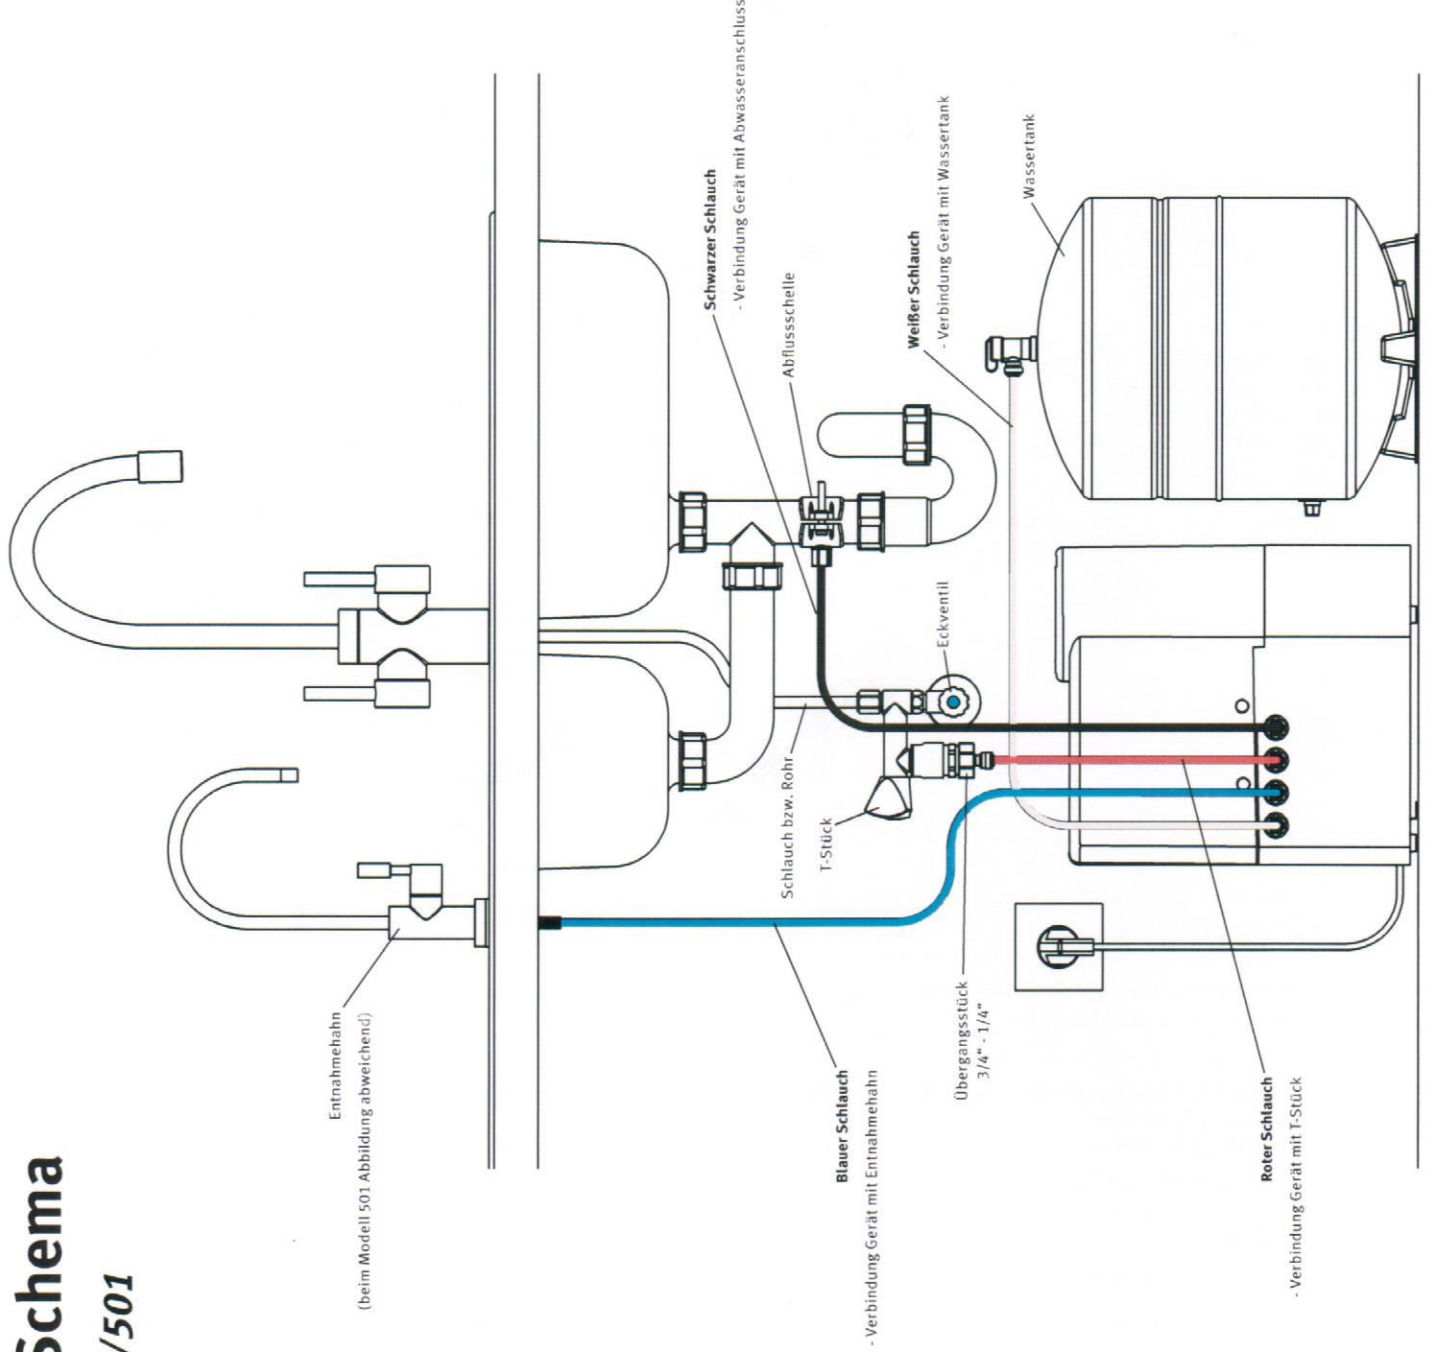 Schema
/501
Entnahmehahn
(beim Modell 501 Abbildung abweichend)
Schwarzer Schlauch
- Verbindung Gerät mit Abwasseranschluss
Abflussschelle
Weißer Schlauch
- Verbindung Gerät mit Wassertank
Wassertank
Eckventil
Schlauch bzw. Rohr
T-Stück
Blauer Schlauch
- Verbindung Gerät mit Entnahmehahn
Übergangsstück
3/4“ - 1/4“
Roter Schlauch
- Verbindung Gerät mit T-Stück